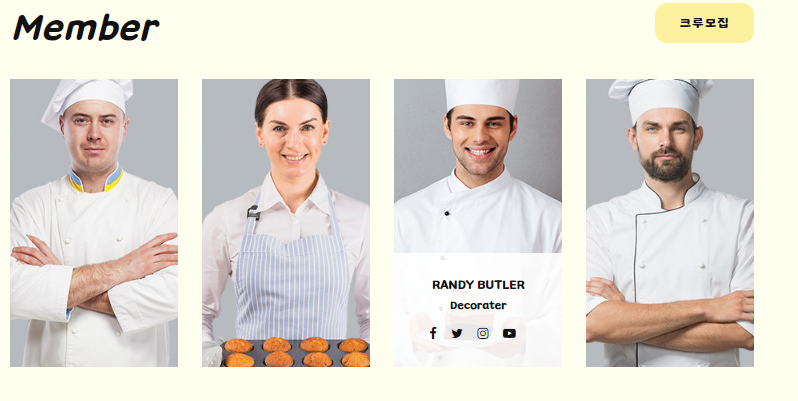 Member
크루모집
RANDY BUTLER
Decorater